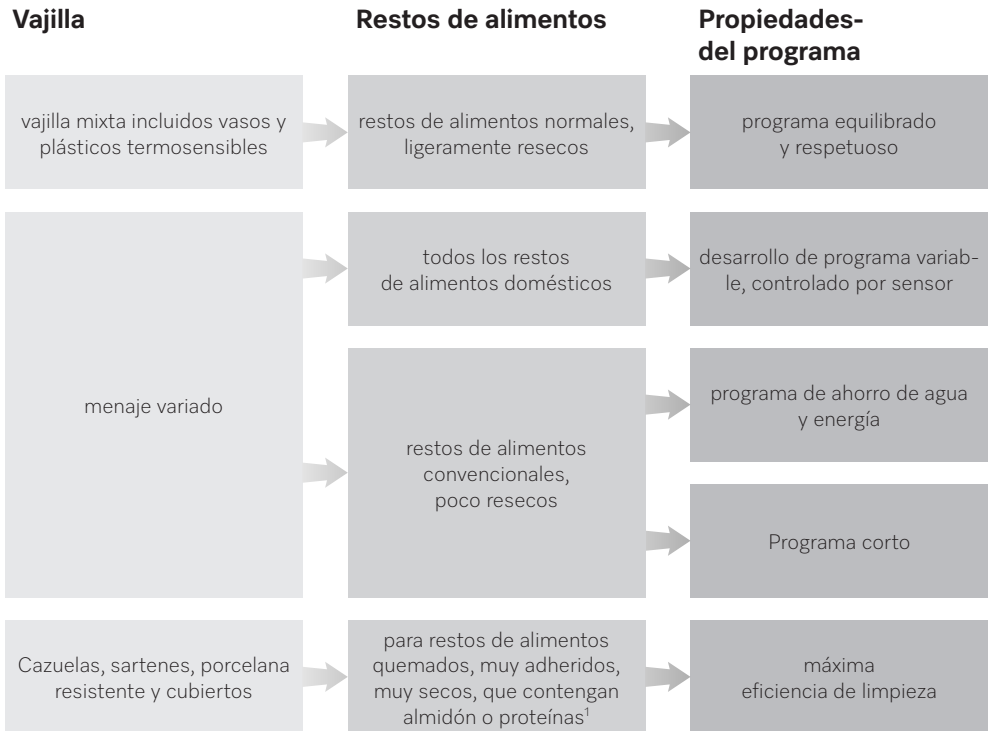 Vajilla
Restos de alimentos
Propiedades-
del programa
vajilla mixta incluidos vasos y
plásticos termosensibles
restos de alimentos normales,
ligeramente resecos
programa equilibrado
y respetuoso
menaje variado
todos los restos
de alimentos domésticos
desarrollo de programa variab-
le, controlado por sensor
restos de alimentos
convencionales,
poco resecos
programa de ahorro de agua
y energía
Programa corto
Cazuelas, sartenes, porcelana
resistente y cubiertos
para restos de alimentos
quemados, muy adheridos,
muy secos, que contengan
almidón o proteínas¹
máxima
eficiencia de limpieza